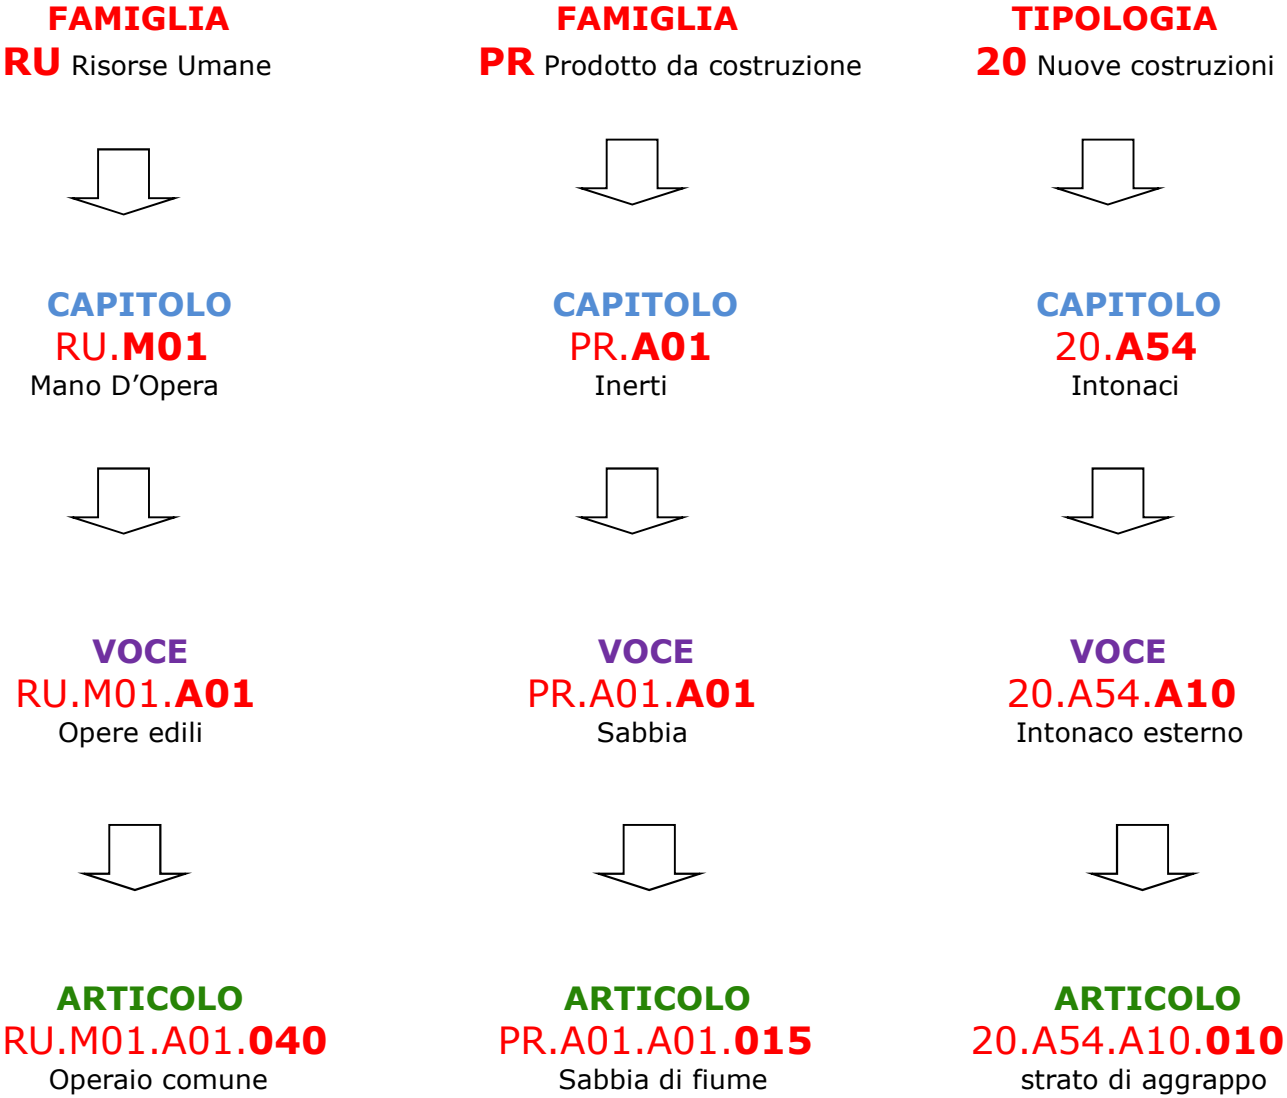 FAMIGLIA
RU Risorse Umane
CAPITOLO
RU.M01
Mano D’Opera
VOCE
RU.M01.A01
Opere edili
ARTICOLO
RU.M01.A01.040
Operaio comune
FAMIGLIA
PR Prodotto da costruzione
CAPITOLO
PR.A01
Inerti
VOCE
PR.A01.A01
Sabbia
ARTICOLO
PR.A01.A01.015
Sabbia di fiume
TIPOLOGIA
20 Nuove costruzioni
CAPITOLO
20.A54
Intonaci
VOCE
20.A54.A10
Intonaco esterno
ARTICOLO
20.A54.A10.010
strato di aggrappo